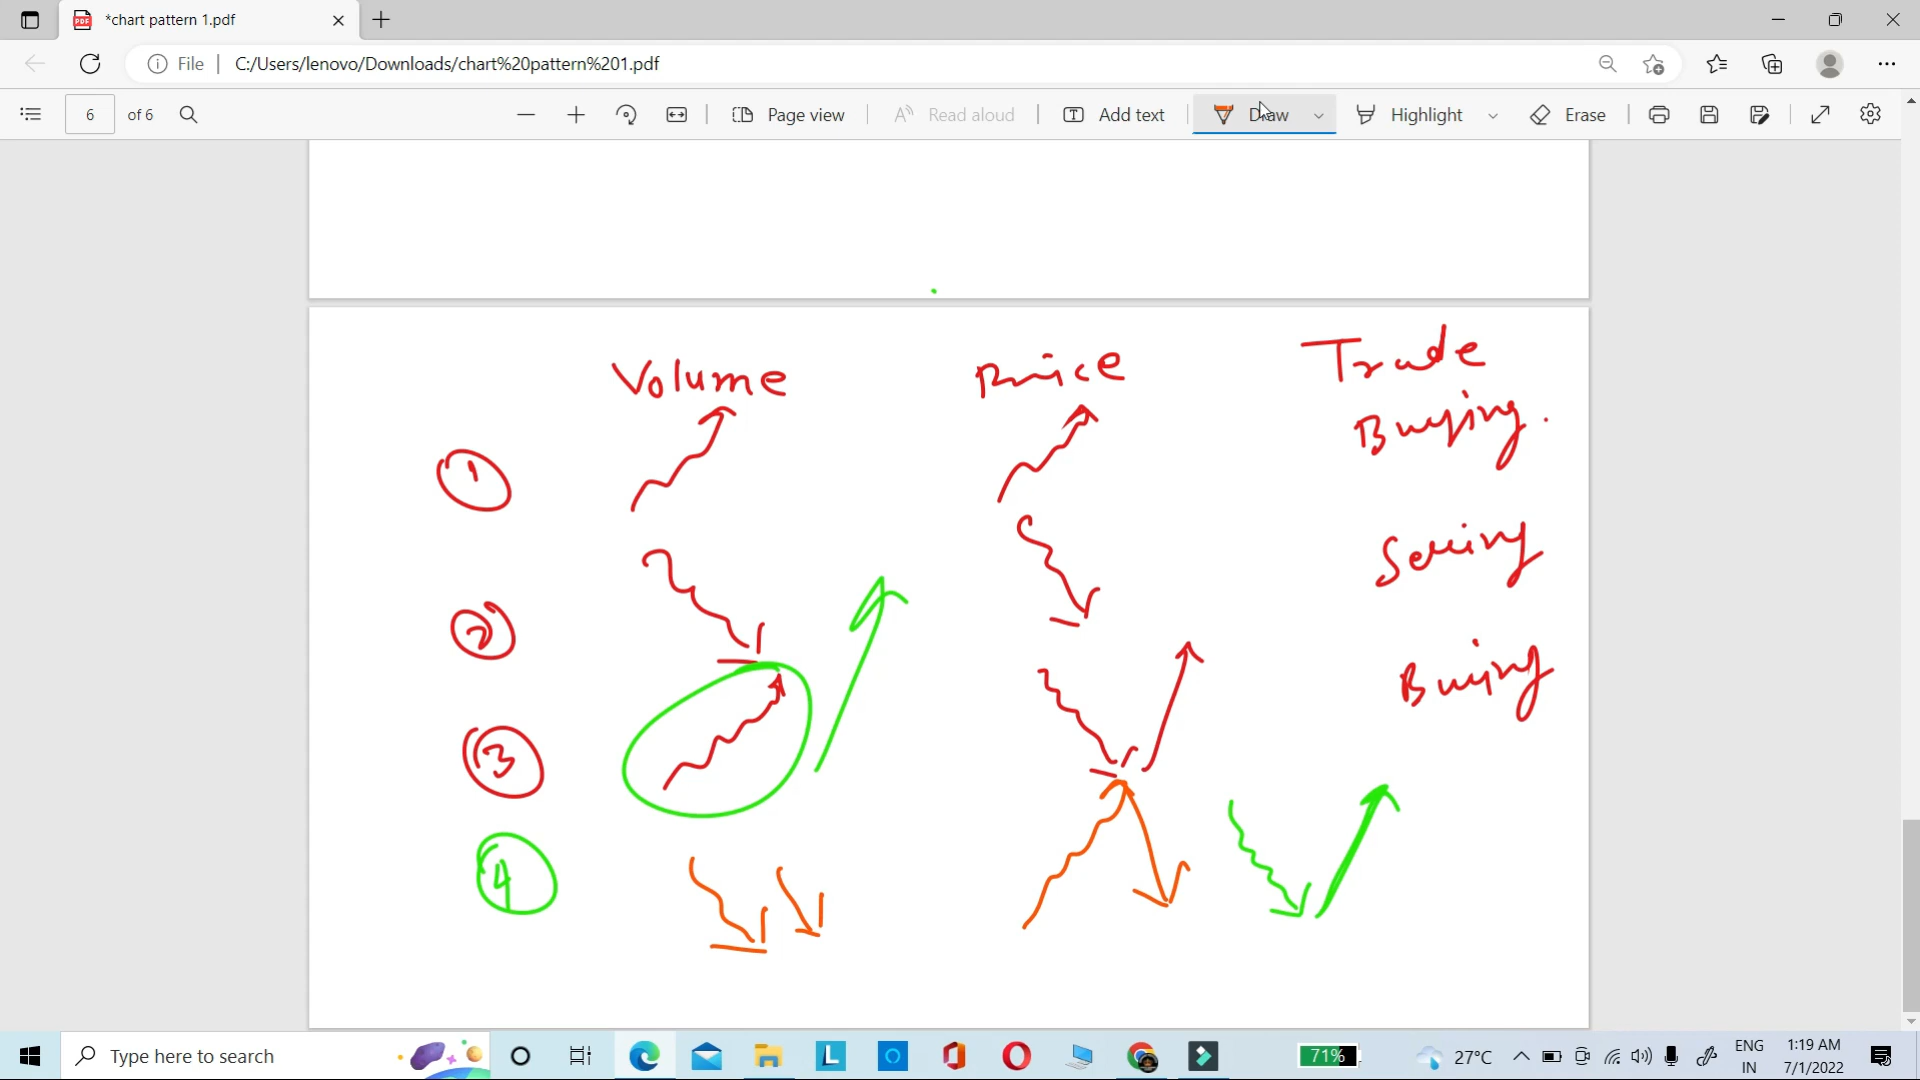 *chart pattern 1.pdf
File
C:/Users/lenovo/Downloads/chart%20pattern%201.pdf
6 of 6
Page view
Read aloud
Add text
Draw
Highlight
Erase
Volume Price Trade
Buying.
1
Selling
2
Buying
3
4
Type here to search
71%
27°C
ENG
IN
1:19 AM
7/1/2022